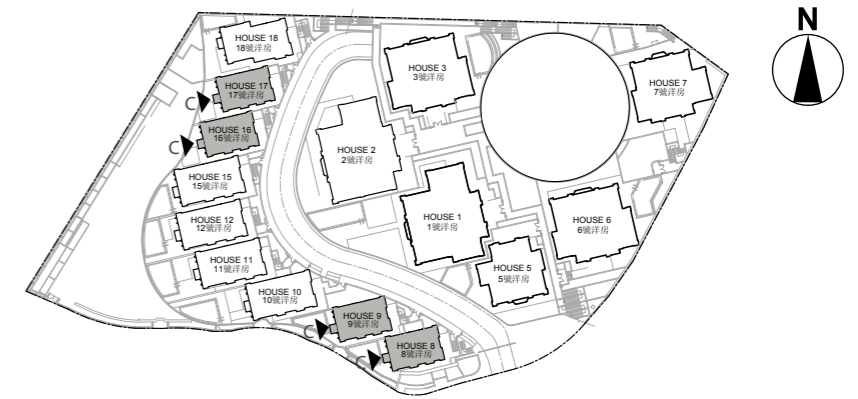 N
HOUSE 18
18號洋房
HOUSE 3
3號洋房
HOUSE 7
7號洋房
HOUSE 17
17號洋房
C
HOUSE 16
16號洋房
C
HOUSE 2
2號洋房
HOUSE 15
15號洋房
HOUSE 12
12號洋房
HOUSE 1
1號洋房
HOUSE 6
6號洋房
HOUSE 11
11號洋房
HOUSE 5
5號洋房
HOUSE 10
10號洋房
HOUSE 9
9號洋房
C
HOUSE 8
8號洋房
C